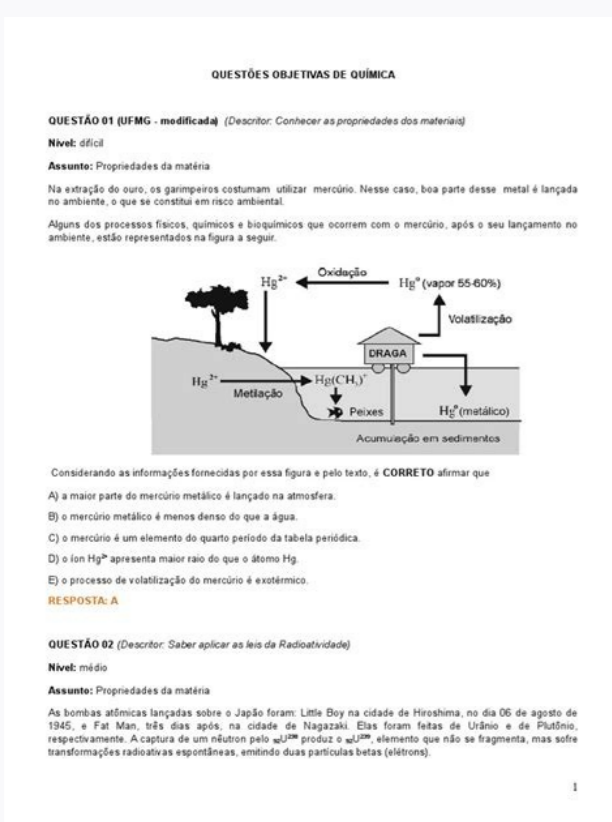 QUESTÕES OBJETIVAS DE QUÍMICA
QUESTÃO 01 (UFMG - modificada) (Descritor: Conhecer as propriedades dos materiais)
Nível: difícil
Assunto: Propriedades da matéria
Na extração do ouro, os garimpeiros costumam utilizar mercúrio. Nesse caso, boa parte desse metal é lançada
no ambiente, o que se constitui em risco ambiental.
Alguns dos processos físicos, químicos e bioquímicos que ocorrem com o mercúrio, após o seu lançamento no
ambiente, estão representados na figura a seguir.
Oxidação
Hg²⁺
Hg° (vapor 55-60%)
Volatilização
DRAGA
Hg²⁺
Hg(CH₃)⁺
Metilação
Peixes
Hg° (metálico)
Acumulação em sedimentos
Considerando as informações fornecidas por essa figura e pelo texto, é CORRETO afirmar que
A) a maior parte do mercúrio metálico é lançado na atmosfera.
B) o mercúrio metálico é menos denso do que a água.
C) o mercúrio é um elemento do quarto período da tabela periódica.
D) o íon Hg²⁺ apresenta maior raio do que o átomo Hg.
E) o processo de volatilização do mercúrio é exotérmico.
RESPOSTA: A
QUESTÃO 02 (Descritor: Saber aplicar as leis da Radioatividade)
Nível: médio
Assunto: Propriedades da matéria
As bombas atômicas lançadas sobre o Japão foram: Little Boy na cidade de Hiroshima, no dia 06 de agosto de
1945, e Fat Man, três dias após, na cidade de Nagazaki. Elas foram feitas de Urânio e de Plutônio,
respectivamente. A captura de um nêutron pelo ₉₂U²³⁸ produz o ₉₂U²³⁹, elemento que não se fragmenta, mas sofre
transformações radioativas espontâneas, emitindo duas partículas betas (elétrons).
1